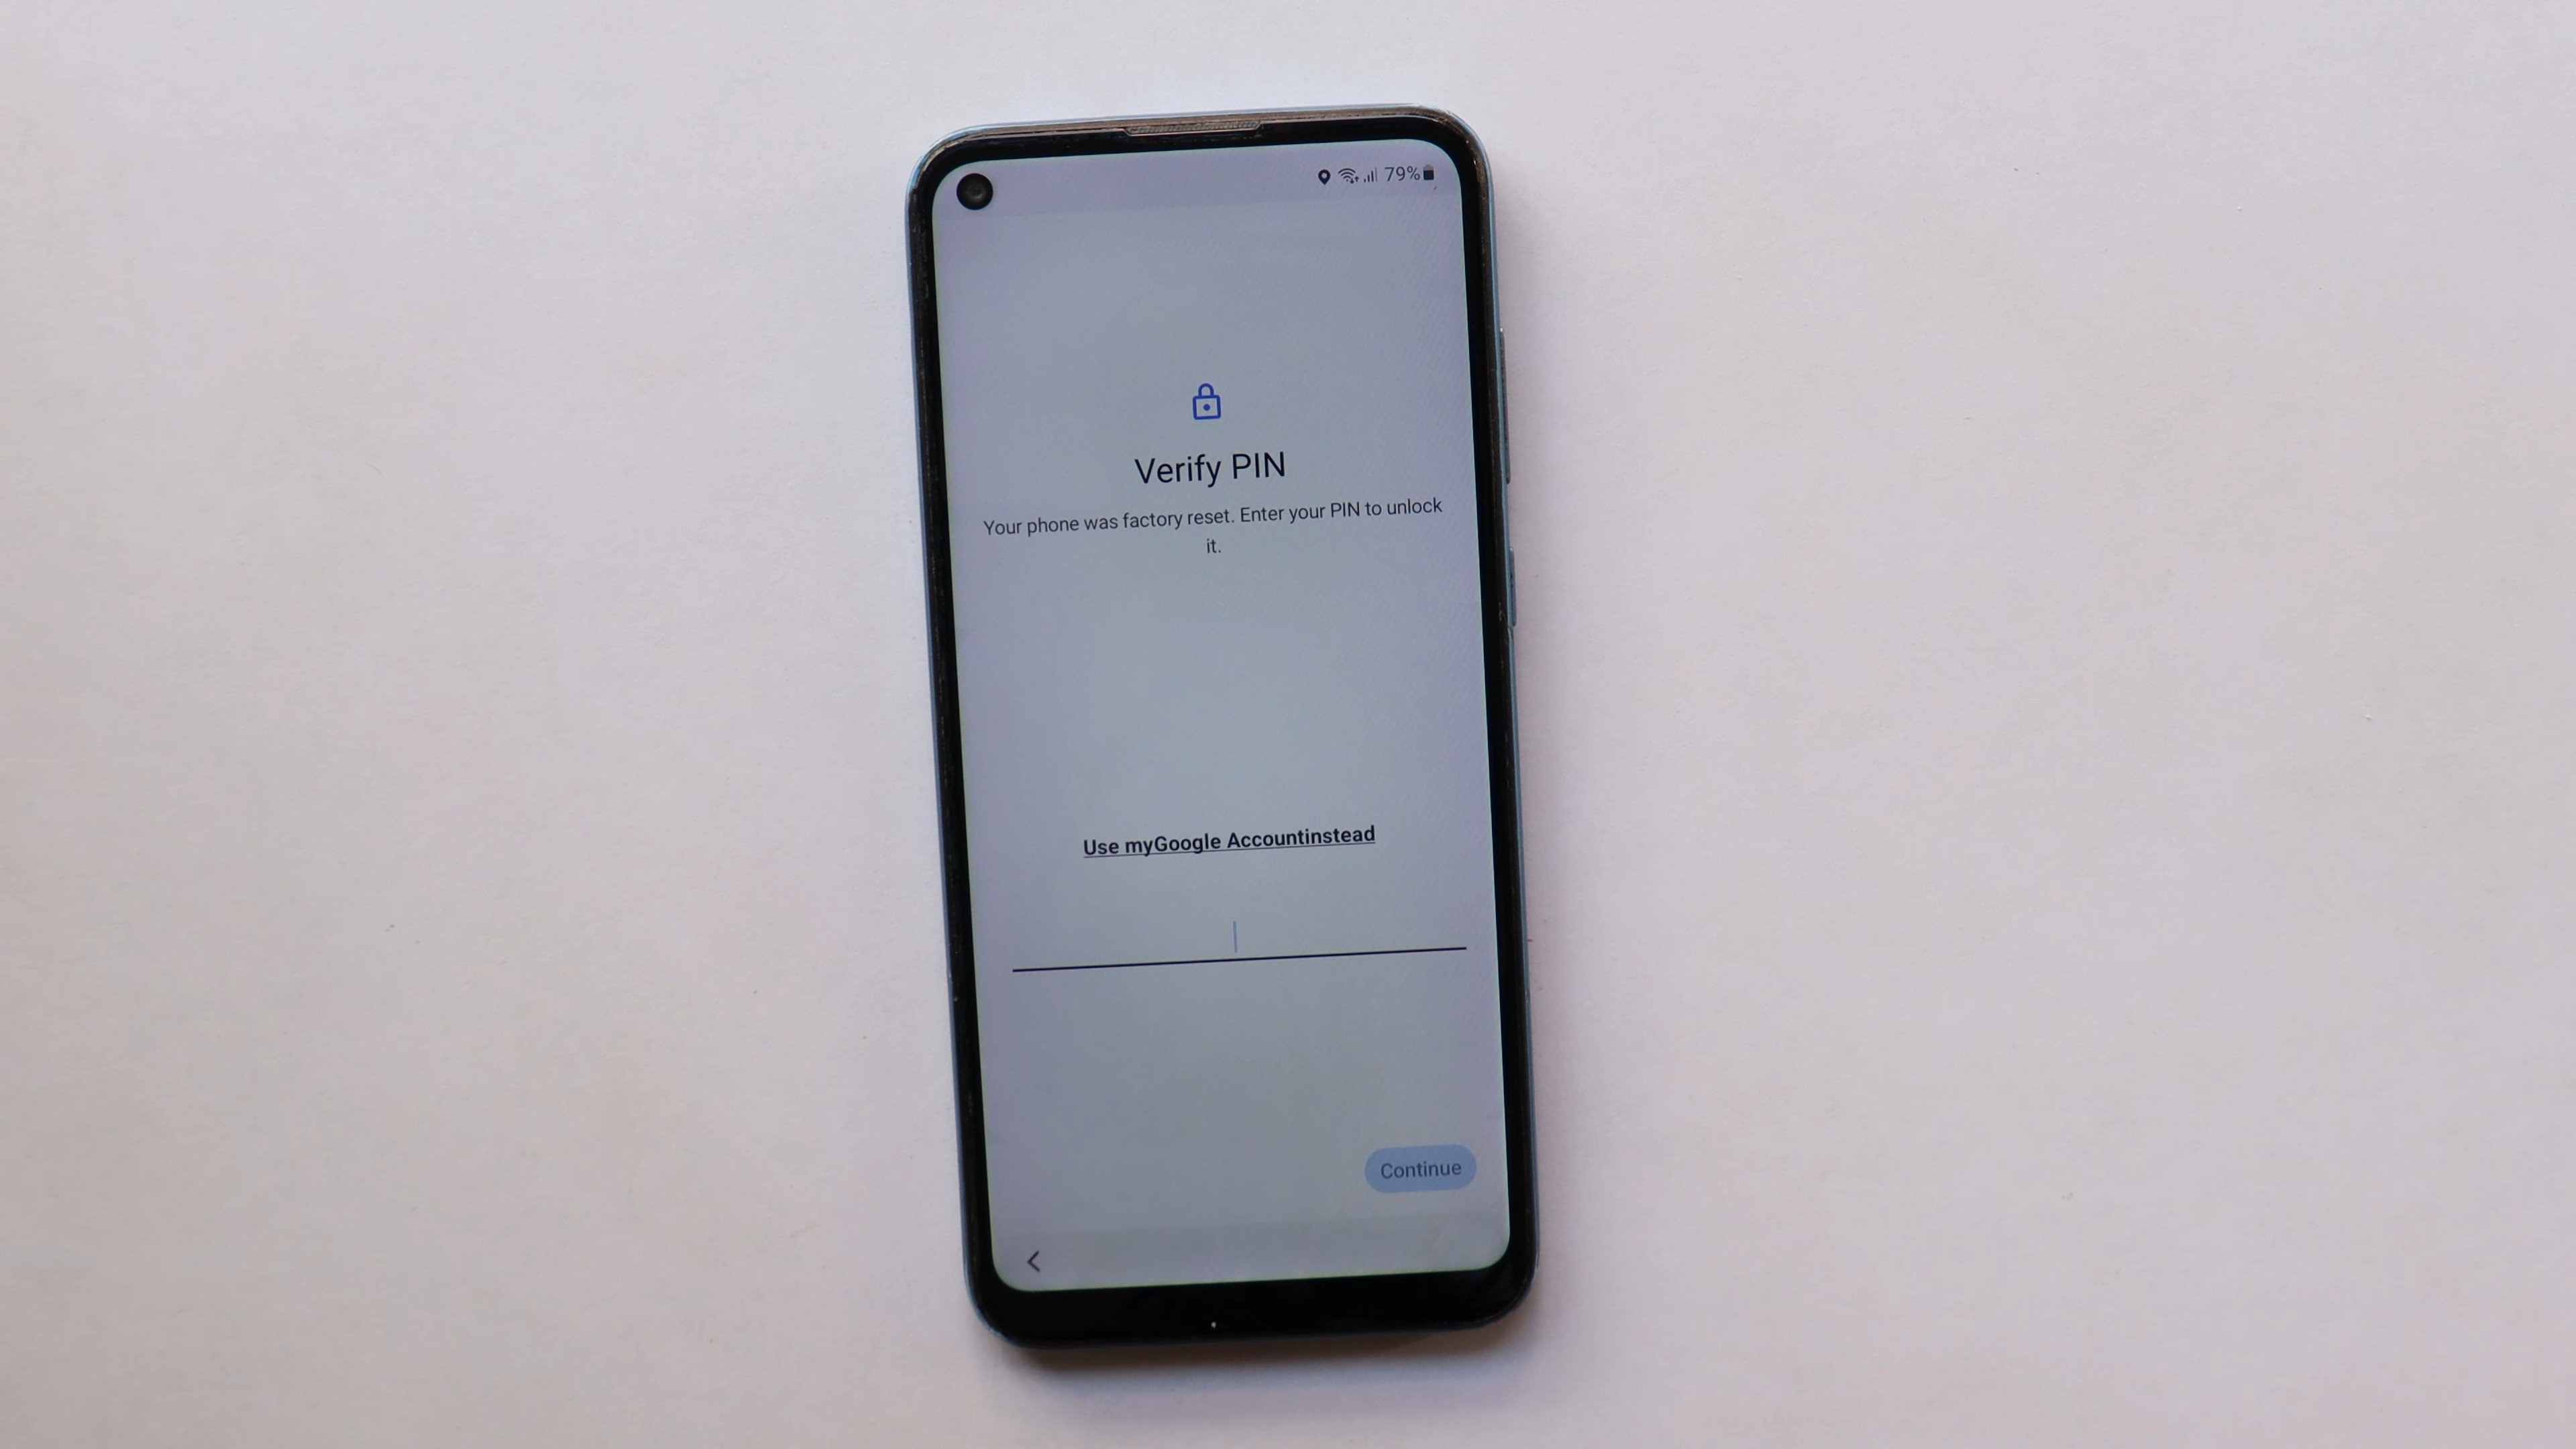 79%
Verify PIN
Your phone was factory reset. Enter your PIN to unlock
it.
Use myGoogle Accountinstead
Continue